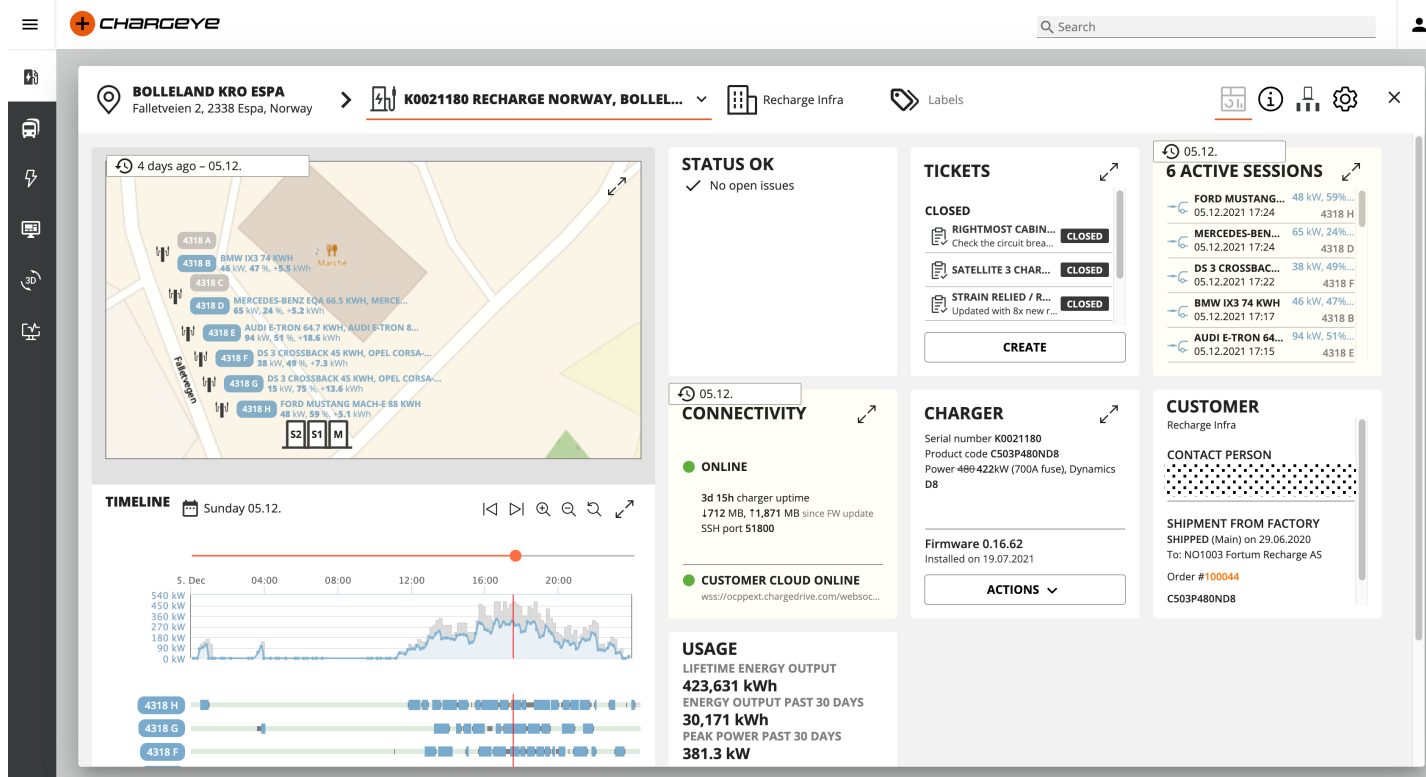 CHARGEYE
Search
BOLLELAND KRO ESPA
Falletveien 2, 2338 Espa, Norway
K0021180 RECHARGE NORWAY, BOLLEL...
Recharge Infra
Labels
4 days ago – 05.12.
2
Marché
4318 A
4318 B
BMW IX3 74 KWH
46 kW, 47 %, +5.5 kWh
4318 C
4318 D
MERCEDES-BENZ EQA 66.5 KWH, MERCE...
65 kW, 24 %, +5.2 kWh
4318 E
AUDI E-TRON 64.7 KWH, AUDI E-TRON 8...
94 kW, 51 %, +18.6 kWh
4318 F
DS 3 CROSSBACK 45 KWH, OPEL CORSA-...
38 kW, 49 %, +7.3 kWh
4318 G
DS 3 CROSSBACK 45 KWH, OPEL CORSA-...
15 kW, 75 %, +13.6 kWh
4318 H
FORD MUSTANG MACH-E 88 KWH
48 kW, 59 %, +5.1 kWh
Falletvegen
S2 S1 M
TIMELINE
Sunday 05.12.
5. Dec 04:00 08:00 12:00 16:00 20:00
540 kW
450 kW
360 kW
270 kW
180 kW
90 kW
0 kW
4318 H
4318 G
4318 F
STATUS OK
No open issues
TICKETS
CLOSED
RIGHTMOST CABIN...
Check the circuit brea...
CLOSED
SATELLITE 3 CHAR...
CLOSED
STRAIN RELIED / R...
Updated with 8x new r...
CLOSED
CREATE
05.12.
6 ACTIVE SESSIONS
FORD MUSTANG... 48 kW, 59%...
05.12.2021 17:24 4318 H
MERCEDES-BEN... 65 kW, 24%...
05.12.2021 17:24 4318 D
DS 3 CROSSBAC... 38 kW, 49%...
05.12.2021 17:22 4318 F
BMW IX3 74 KWH 46 kW, 47%...
05.12.2021 17:17 4318 B
AUDI E-TRON 64... 94 kW, 51%...
05.12.2021 17:15 4318 E
05.12.
CONNECTIVITY
ONLINE
3d 15h charger uptime
↓712 MB, ↑1,871 MB since FW update
SSH port 51800
CUSTOMER CLOUD ONLINE
wss://ocppext.chargedrive.com/websoc...
CHARGER
Serial number K0021180
Product code C503P480ND8
Power 480 422kW (700A fuse), Dynamics
D8
Firmware 0.16.62
Installed on 19.07.2021
ACTIONS
CUSTOMER
Recharge Infra
CONTACT PERSON
SHIPMENT FROM FACTORY
SHIPPED (Main) on 29.06.2020
To: NO1003 Fortum Recharge AS
Order #100044
C503P480ND8
USAGE
LIFETIME ENERGY OUTPUT
423,631 kWh
ENERGY OUTPUT PAST 30 DAYS
30,171 kWh
PEAK POWER PAST 30 DAYS
381.3 kW
3D